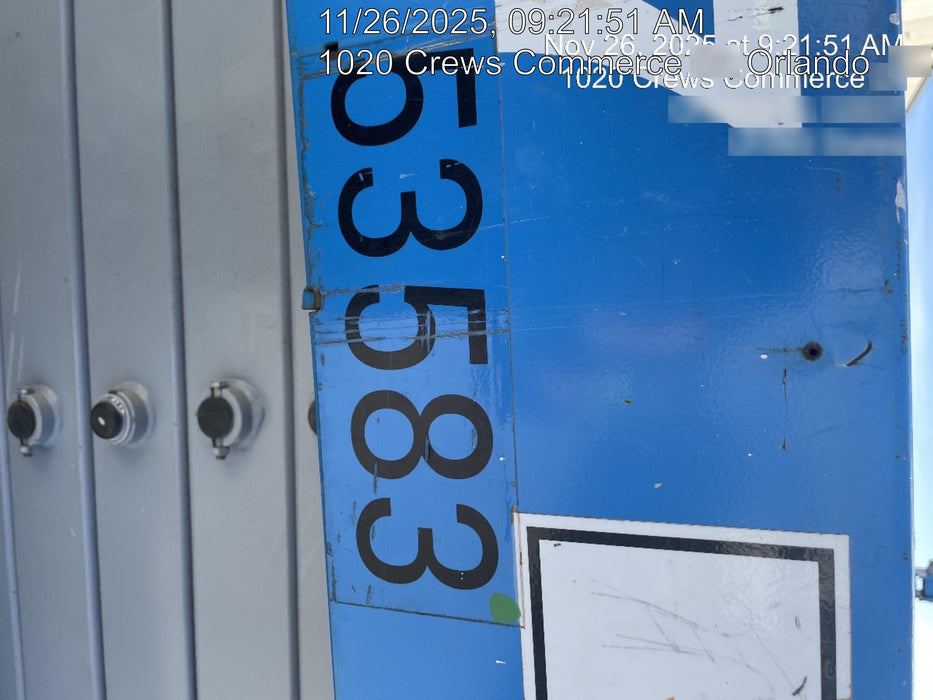 11/26/2025, 09:21:51 AM
1020 Crews Commerce Orlando
Nov 26, 2025 at 9:21:51 AM
1020 Crews Commerce
53583